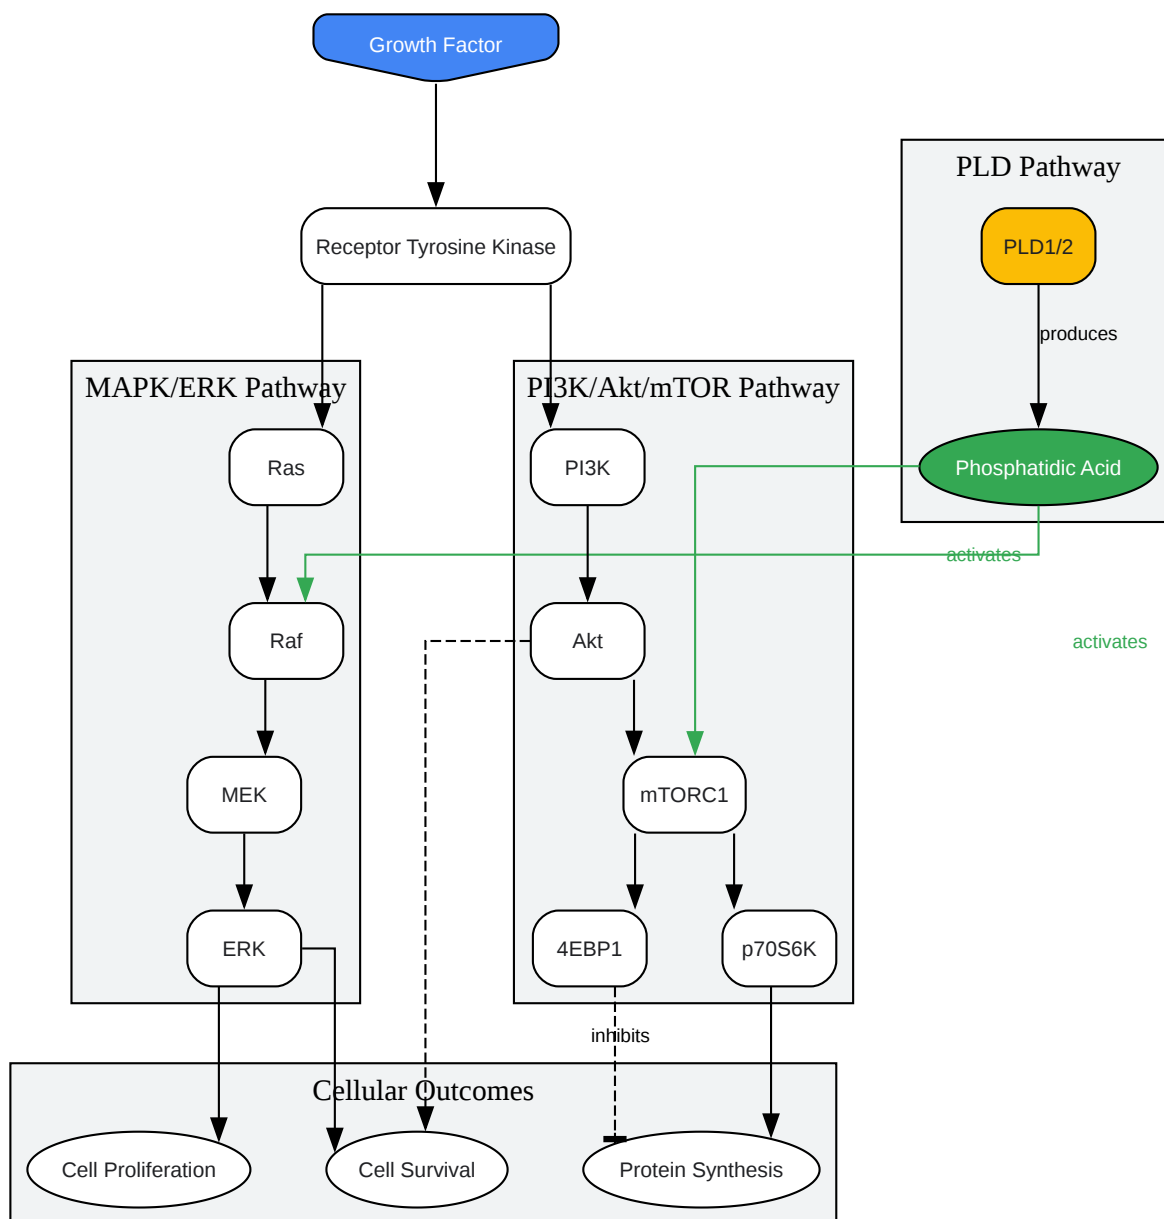 Growth Factor
PLD Pathway
Receptor Tyrosine Kinase
PLD1/2
produces
MAPK/ERK Pathway
PI3K/Akt/mTOR Pathway
Ras
PI3K
Phosphatidic Acid
activates
Raf
Akt
activates
MEK
mTORC1
ERK
4EBP1
p70S6K
inhibits
Cellular Outcomes
Cell Proliferation
Cell Survival
Protein Synthesis